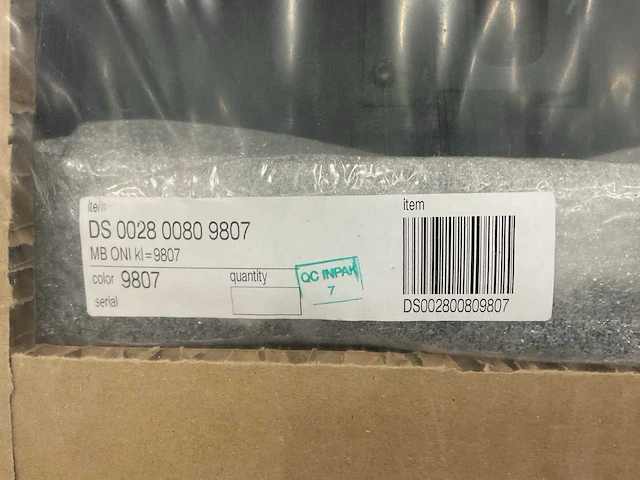 item
DS 0028 0080 9807
MB ONI kl=9807
color 9807
quantity
serial
QC INPAK
7
item
DS002800809807